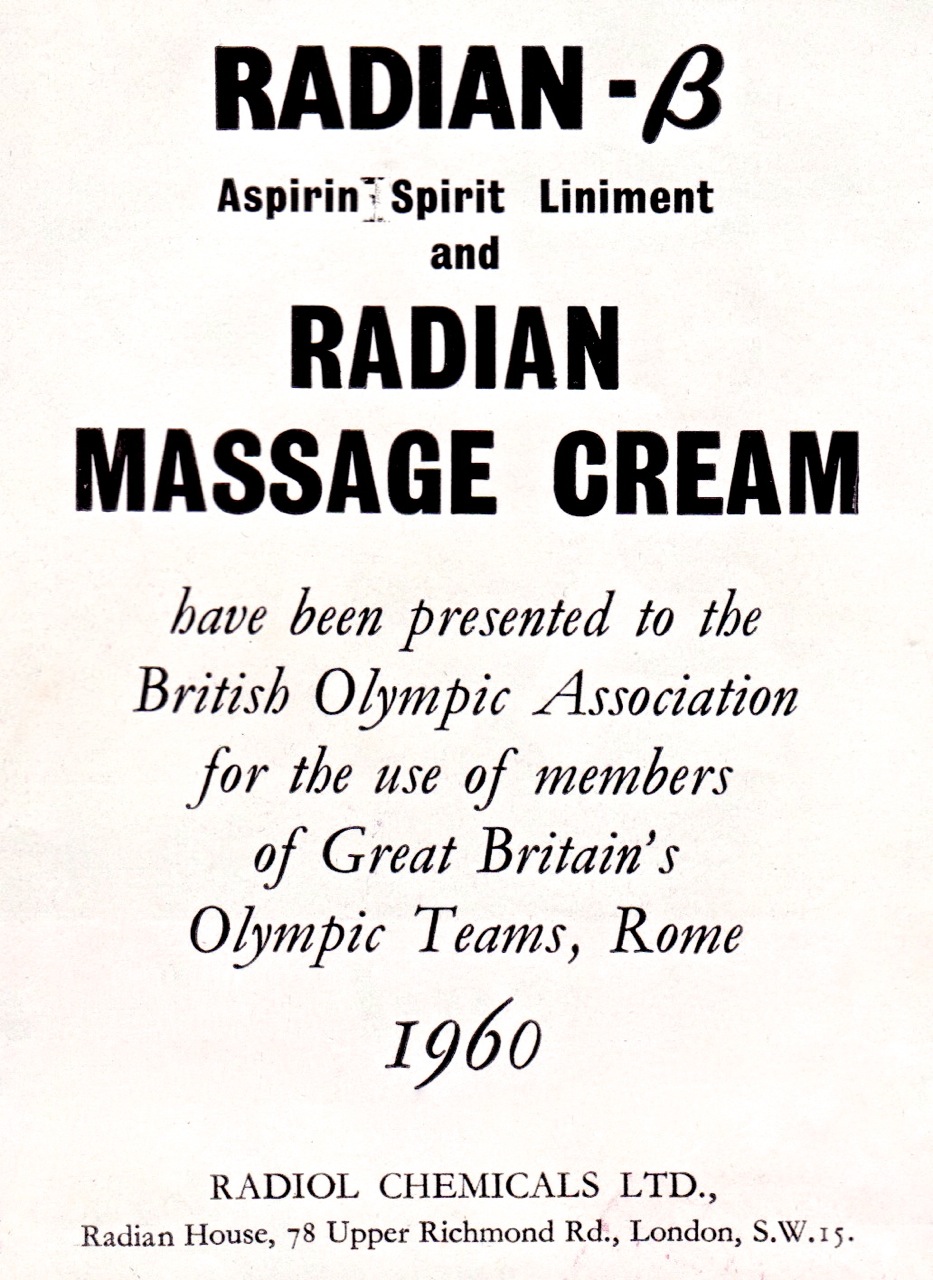 RADIAN-β
Aspirin Spirit Liniment
and
RADIAN
MASSAGE CREAM
have been presented to the
British Olympic Association
for the use of members
of Great Britain's
Olympic Teams, Rome
1960
RADIOL CHEMICALS LTD.,
Radian House, 78 Upper Richmond Rd., London, S.W.15.